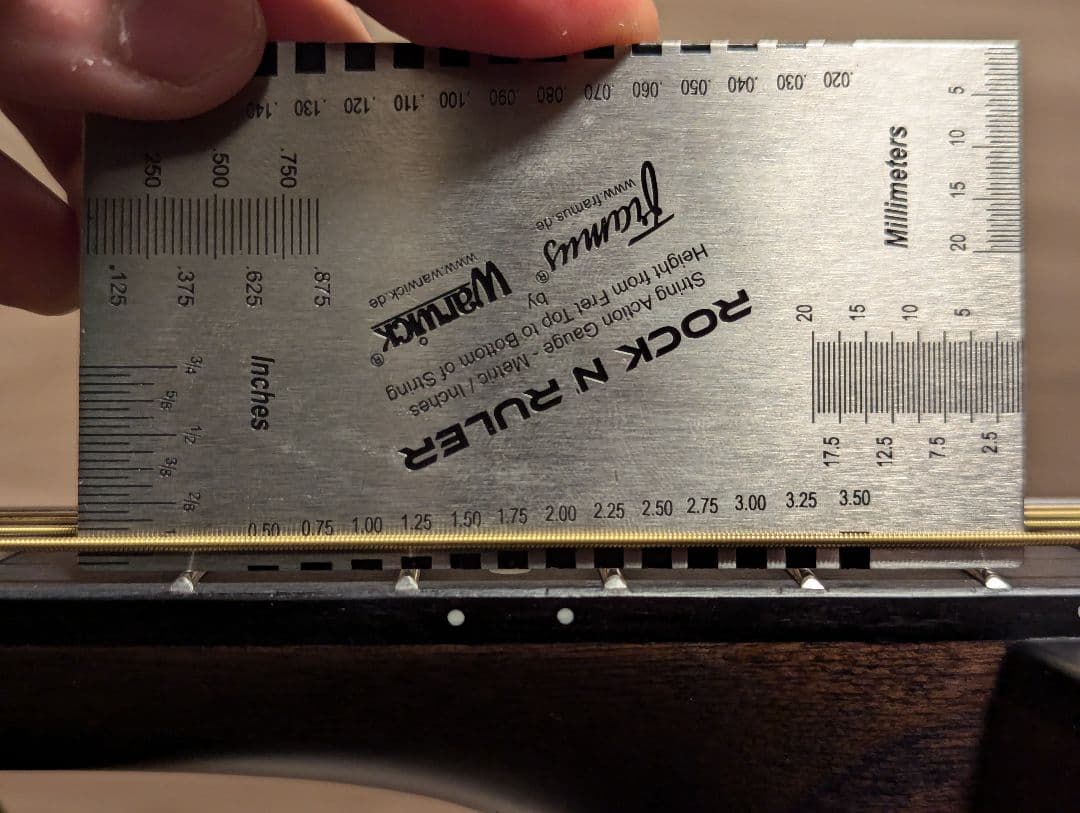 .140 .130 .120 .110 .100 .090 .080 .070 .060 .050 .040 .030 .020
.250 .500 .750
.125 .375 .625 .875
Inches
3/4 5/8 1/2 3/8 2/8
5 10 15 20
Millimeters
20 15 10 5
17.5 12.5 7.5 2.5
ROCK N RULER
String Action Gauge - Metric / Inches
Height from Fret Top to Bottom of String
by
Warwick® framus®
www.warwick.de www.framus.de
0.50 0.75 1.00 1.25 1.50 1.75 2.00 2.25 2.50 2.75 3.00 3.25 3.50